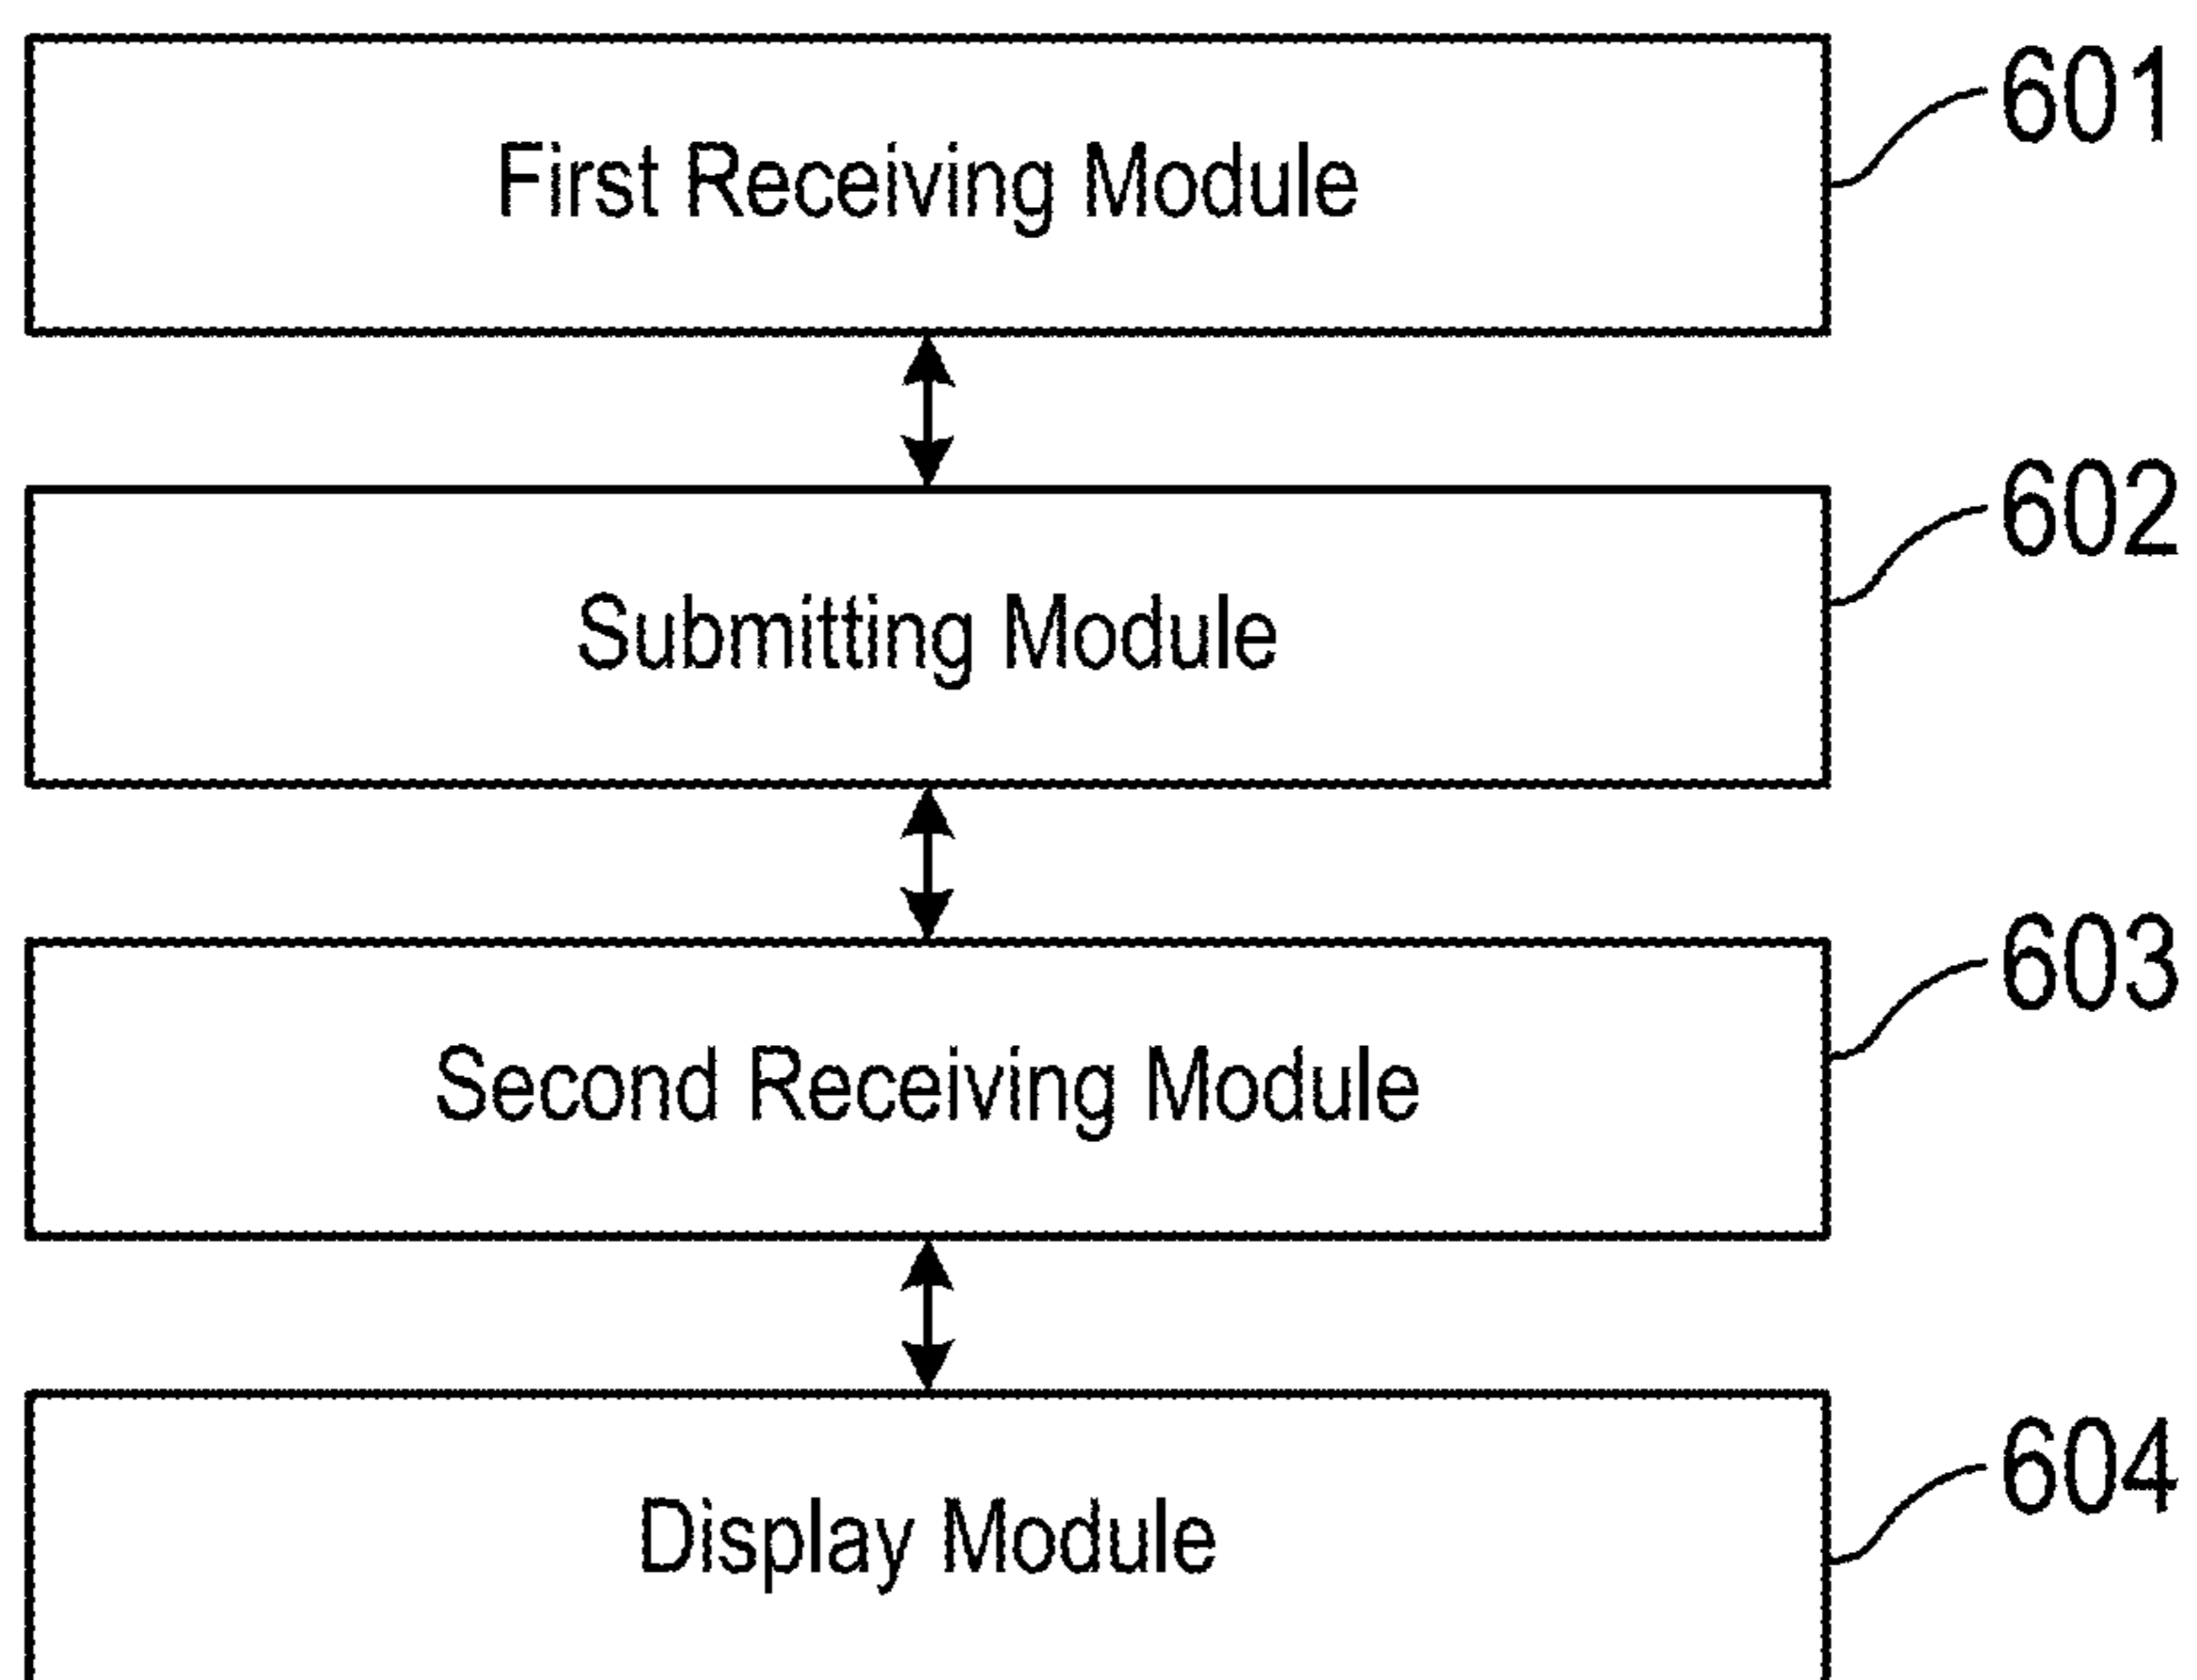 First Receiving Module
601
Submitting Module
602
Second Receiving Module
603
Display Module
604